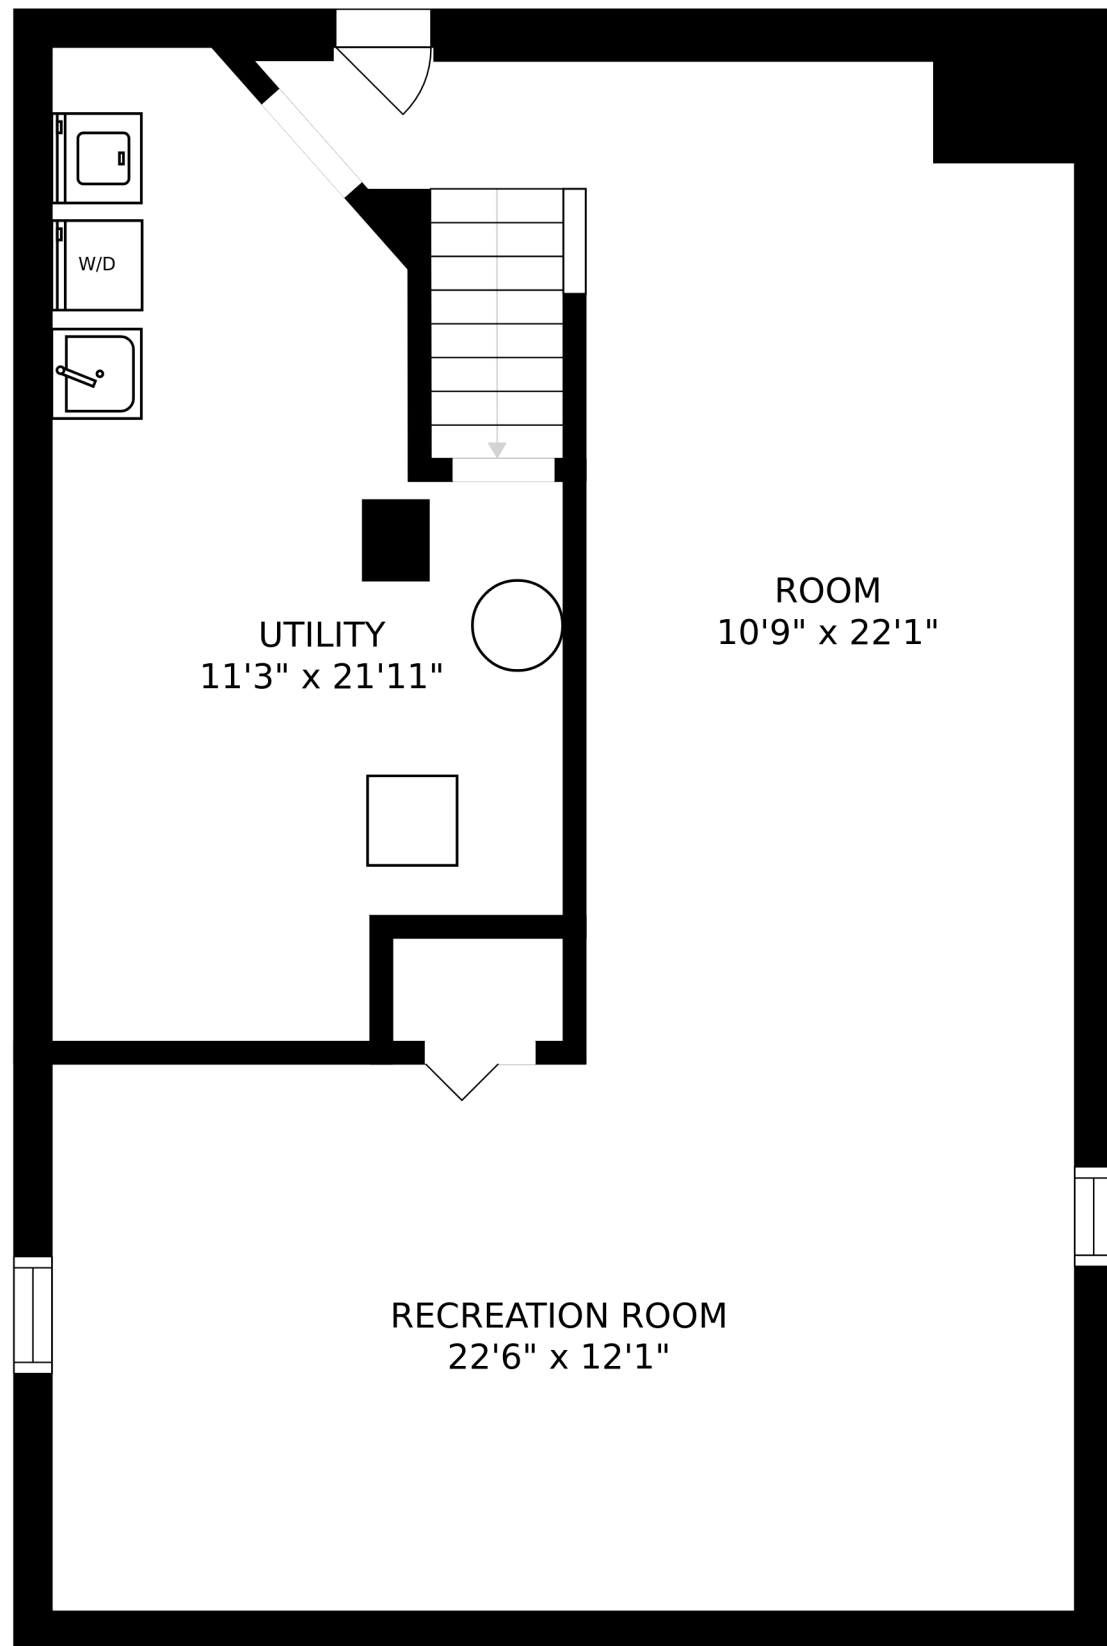 W/D
UTILITY
11'3" x 21'11"
ROOM
10'9" x 22'1"
RECREATION ROOM
22'6" x 12'1"